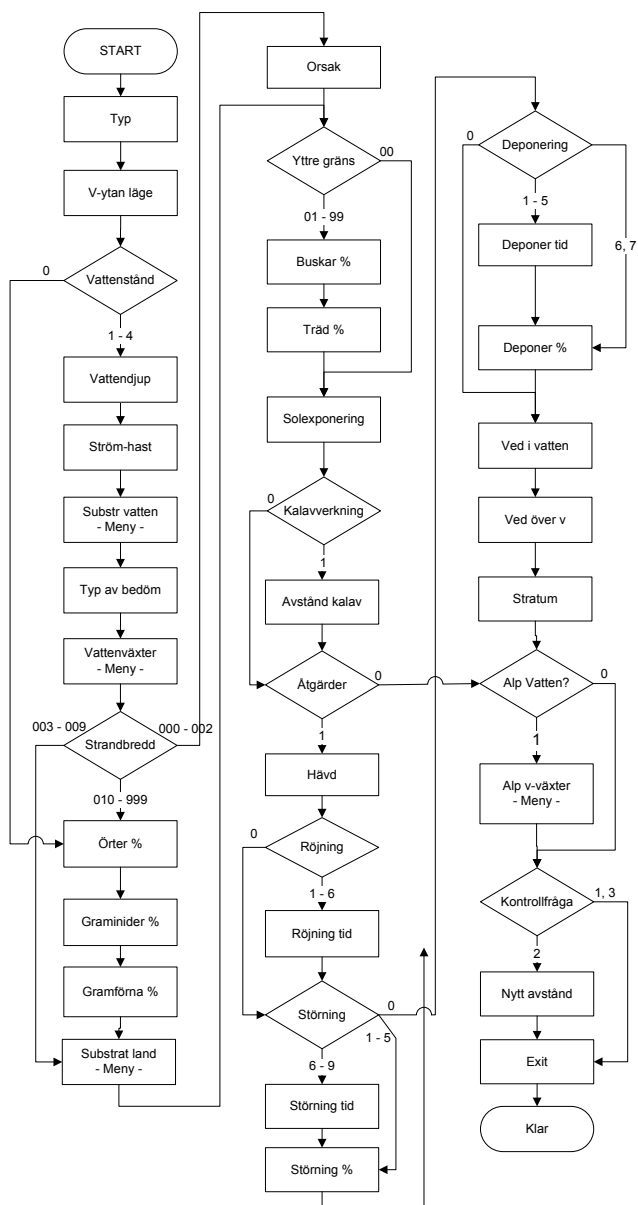 START
Typ
V-ytan läge
Vattenstånd
0
1 - 4
Vattendjup
Ström-hast
Substr vatten
- Meny -
Typ av bedöm
Vattenväxter
- Meny -
Strandbredd
003 - 009
000 - 002
010 - 999
Örter %
Graminider %
Gramförna %
Substrat land
- Meny -
Orsak
Yttre gräns
00
01 - 99
Buskar %
Träd %
Solexponering
Kalavverkning
0
1
Avstånd kalav
Åtgärder
0
1
Hävd
Röjning
0
1 - 6
Röjning tid
Störning
0
1 - 5
6 - 9
Störning tid
Störning %
Deponering
0
1 - 5
6, 7
Deponer tid
Deponer %
Ved i vatten
Ved över v
Stratum
Alp Vatten?
0
1
Alp v-växter
- Meny -
Kontrollfråga
1, 3
2
Nytt avstånd
Exit
Klar